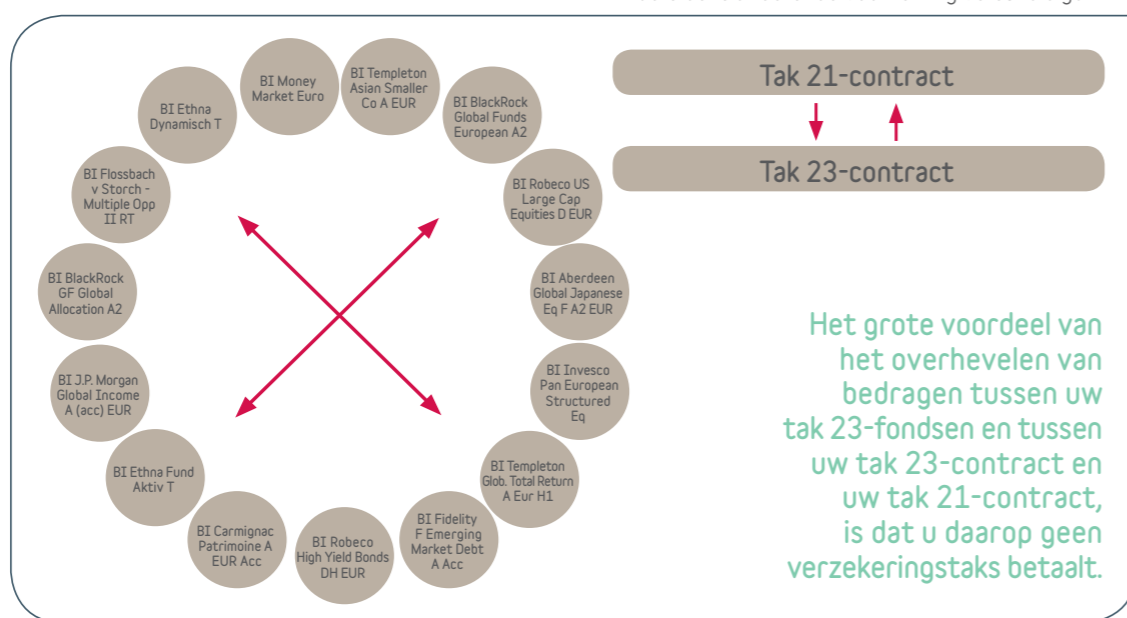 BI Money
Market Euro
BI Templeton
Asian Smaller
Co A EUR
BI BlackRock
Global Funds
European A2
BI Robeco US
Large Cap
Equities D EUR
BI Aberdeen
Global Japanese
Eq F A2 EUR
BI Invesco
Pan European
Structured
Eq
BI Templeton
Glob. Total Return
A Eur H1
BI Fidelity
F Emerging
Market Debt
A Acc
BI Robeco
High Yield Bonds
DH EUR
BI Carmignac
Patrimoine A
EUR Acc
BI Ethna Fund
Aktiv T
BI J.P. Morgan
Global Income
A (acc) EUR
BI BlackRock
GF Global
Allocation A2
BI Flossbach
v Storch -
Multiple Opp
II RT
BI Ethna
Dynamisch T
Tak 21-contract
Tak 23-contract
Het grote voordeel van
het overhevelen van
bedragen tussen uw
tak 23-fondsen en tussen
uw tak 23-contract en
uw tak 21-contract,
is dat u daarop geen
verzekeringstaks betaalt.